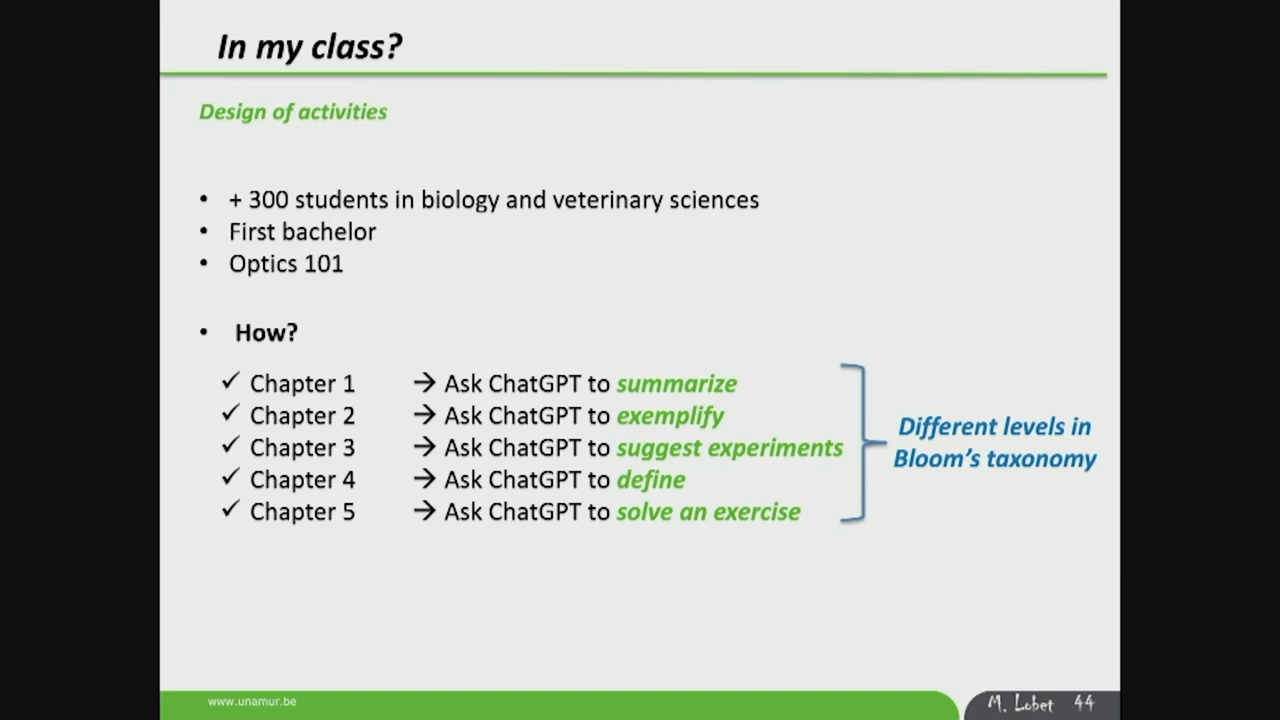 In my class?
Design of activities
• + 300 students in biology and veterinary sciences
• First bachelor
• Optics 101
• How?
✓ Chapter 1 → Ask ChatGPT to summarize
✓ Chapter 2 → Ask ChatGPT to exemplify
✓ Chapter 3 → Ask ChatGPT to suggest experiments
✓ Chapter 4 → Ask ChatGPT to define
✓ Chapter 5 → Ask ChatGPT to solve an exercise
Different levels in
Bloom's taxonomy
www.unamur.be
M. Lobet 44